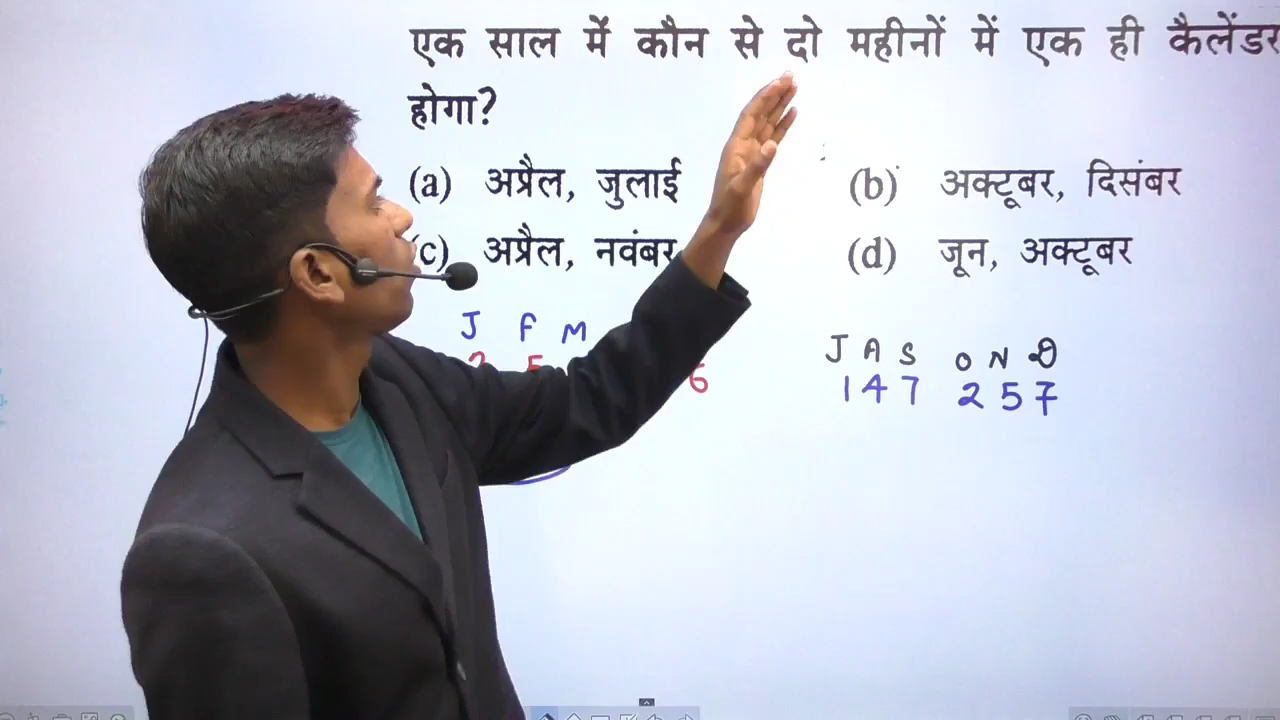 एक साल में कौन से दो महीनों में एक ही कैलेंडर
होगा?
(a) अप्रैल, जुलाई (b) अक्टूबर, दिसंबर
(c) अप्रैल, नवंबर (d) जून, अक्टूबर
J F M
6
J A S O N D
1 4 7 2 5 7